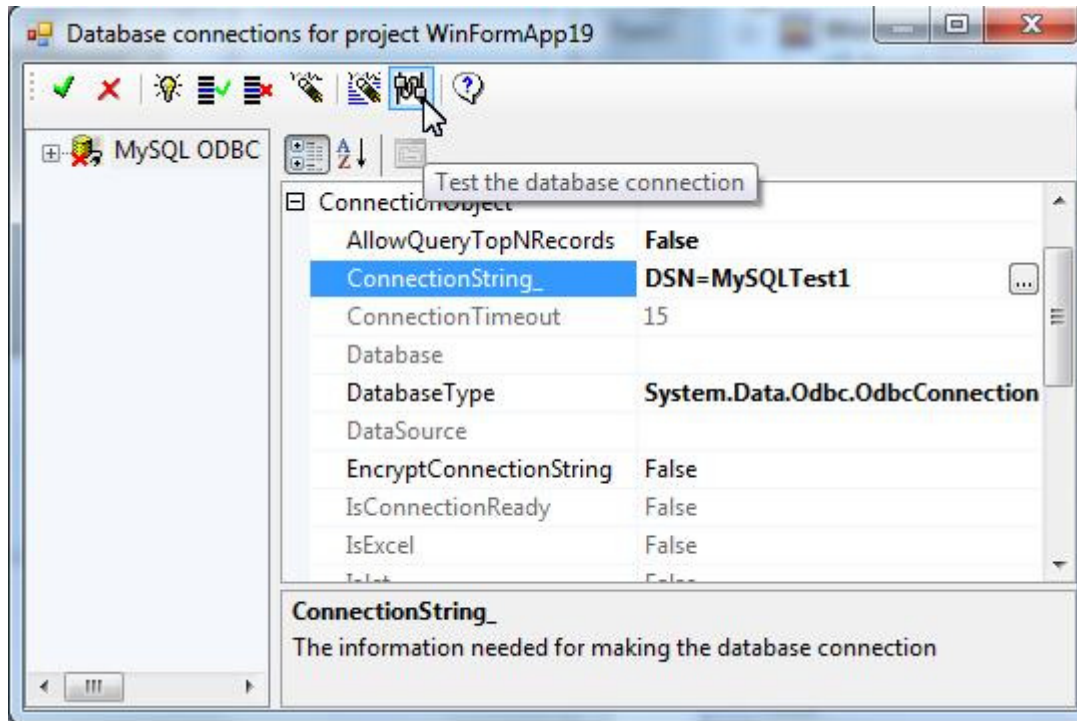 Database connections for project WinFormApp19
MySQL ODBC
Test the database connection
AllowQueryTopNRecords False
ConnectionString_ DSN=MySQLTest1 ...
ConnectionTimeout 15
Database
DatabaseType System.Data.Odbc.OdbcConnection
DataSource
EncryptConnectionString False
IsConnectionReady False
IsExcel False
ConnectionString_
The information needed for making the database connection